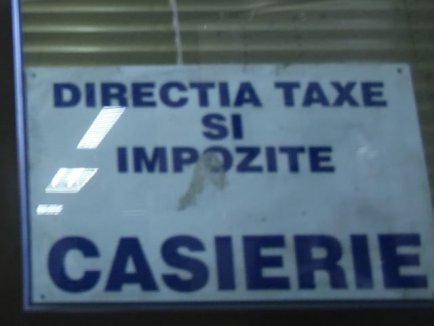 DIRECTIA TAXE
SI
IMPOZITE
CASIERIE